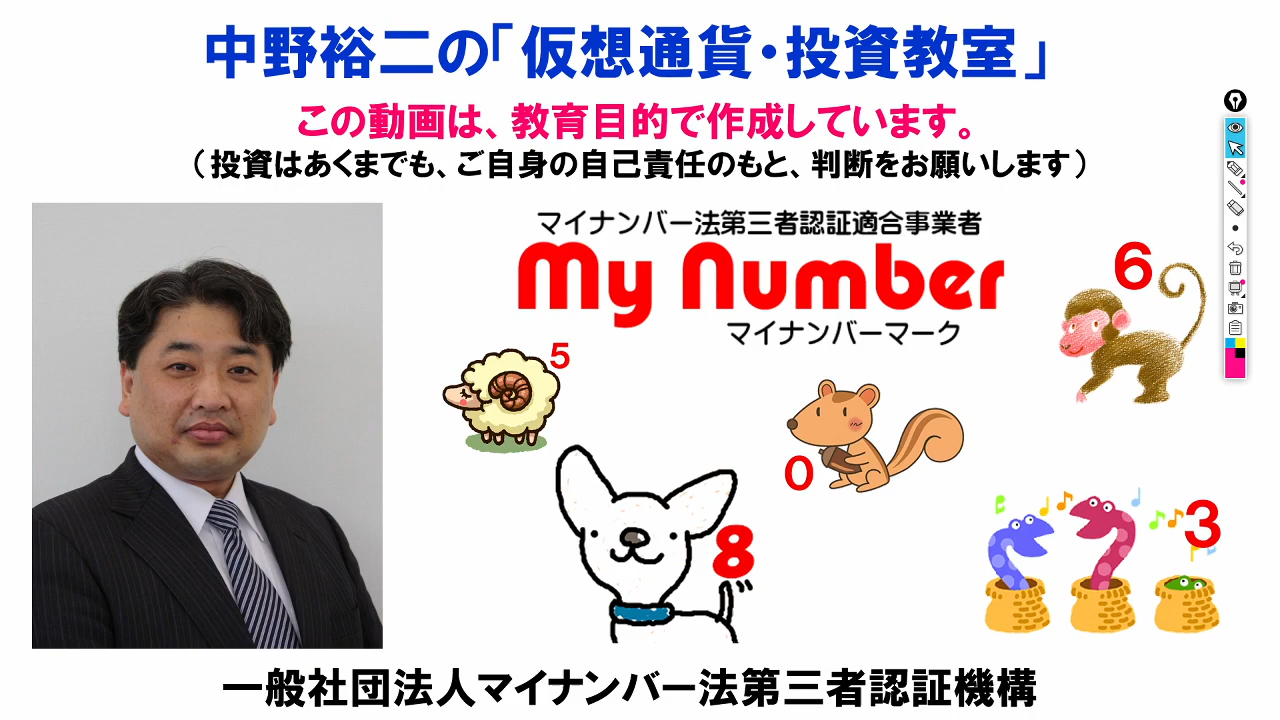 中野裕二の「仮想通貨・投資教室」
この動画は、教育目的で作成しています。
（投資はあくまでも、ご自身の自己責任のもと、判断をお願いします）
マイナンバー法第三者認証適合事業者
My Number
マイナンバーマーク
6
5
0
8
3
一般社団法人マイナンバー法第三者認証機構